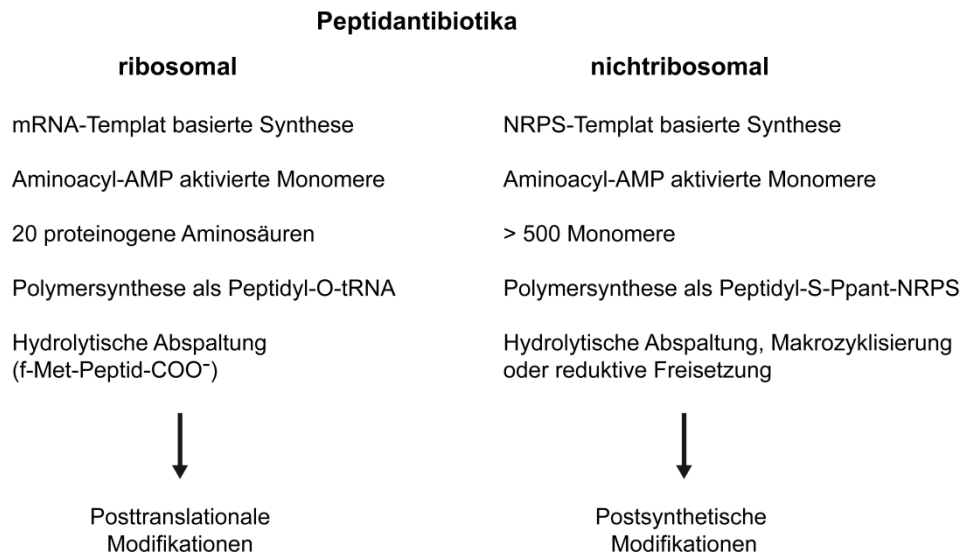 Peptidantibiotika
ribosomal
mRNA-Templat basierte Synthese
Aminoacyl-AMP aktivierte Monomere
20 proteinogene Aminosäuren
Polymersynthese als Peptidyl-O-tRNA
Hydrolytische Abspaltung
(f-Met-Peptid-COO⁻)
Posttranslationale
Modifikationen
nichtribosomal
NRPS-Templat basierte Synthese
Aminoacyl-AMP aktivierte Monomere
> 500 Monomere
Polymersynthese als Peptidyl-S-Ppant-NRPS
Hydrolytische Abspaltung, Makrozyklisierung
oder reduktive Freisetzung
Postsynthetische
Modifikationen